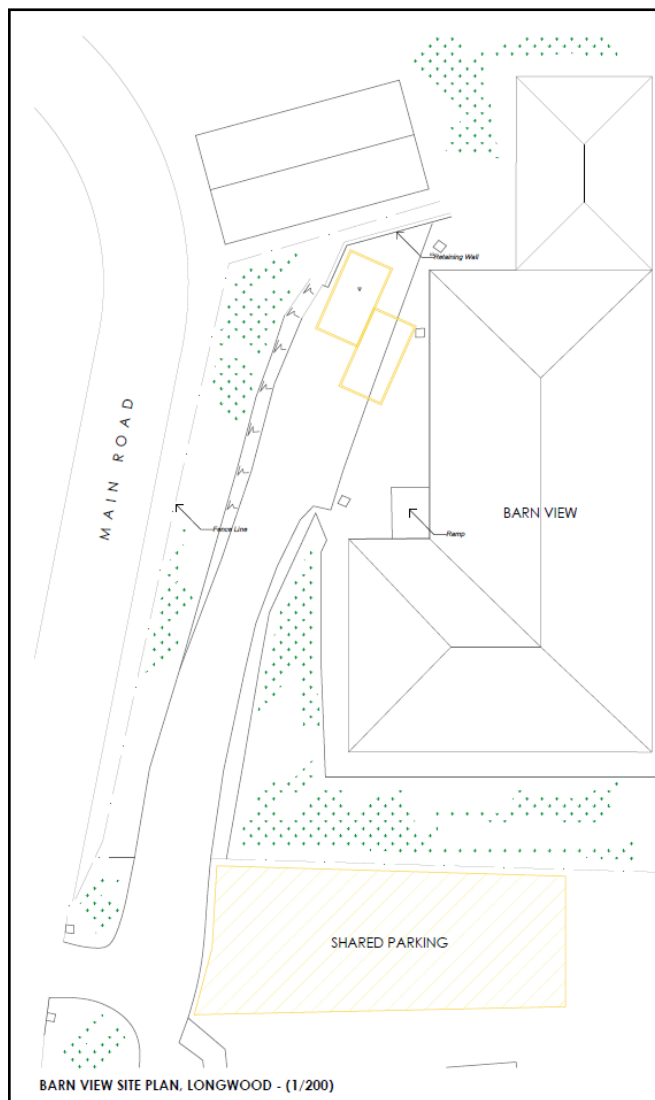 Retaining Wall
MAIN ROAD
BARN VIEW
Fence Line
Ramp
SHARED PARKING
BARN VIEW SITE PLAN, LONGWOOD - (1/200)